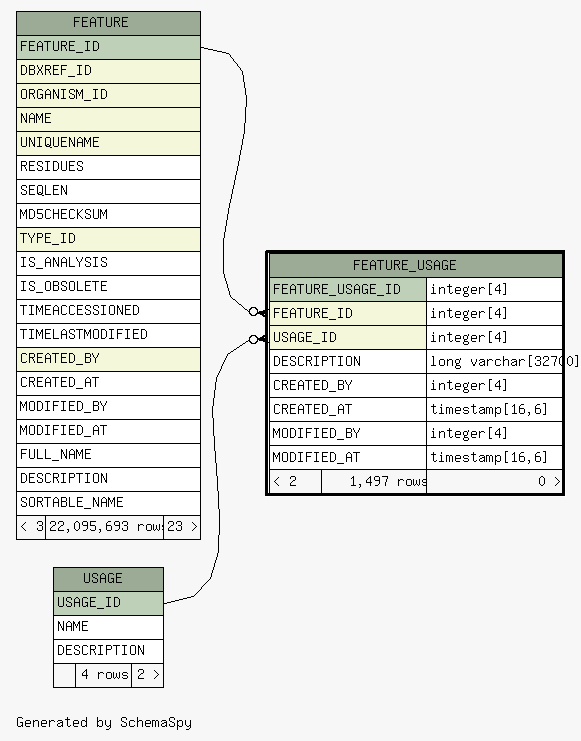 FEATURE
FEATURE_ID
DBXREF_ID
ORGANISM_ID
NAME
UNIQUENAME
RESIDUES
SEQLEN
MD5CHECKSUM
TYPE_ID
IS_ANALYSIS
IS_OBSOLETE
TIMEACCESSIONED
TIMELASTMODIFIED
CREATED_BY
CREATED_AT
MODIFIED_BY
MODIFIED_AT
FULL_NAME
DESCRIPTION
SORTABLE_NAME
< 3 22,095,693 rows 23 >
FEATURE_USAGE
FEATURE_USAGE_ID integer[4]
FEATURE_ID integer[4]
USAGE_ID integer[4]
DESCRIPTION long varchar[32700]
CREATED_BY integer[4]
CREATED_AT timestamp[16,6]
MODIFIED_BY integer[4]
MODIFIED_AT timestamp[16,6]
< 2 1,497 rows 0 >
USAGE
USAGE_ID
NAME
DESCRIPTION
4 rows 2 >
Generated by SchemaSpy